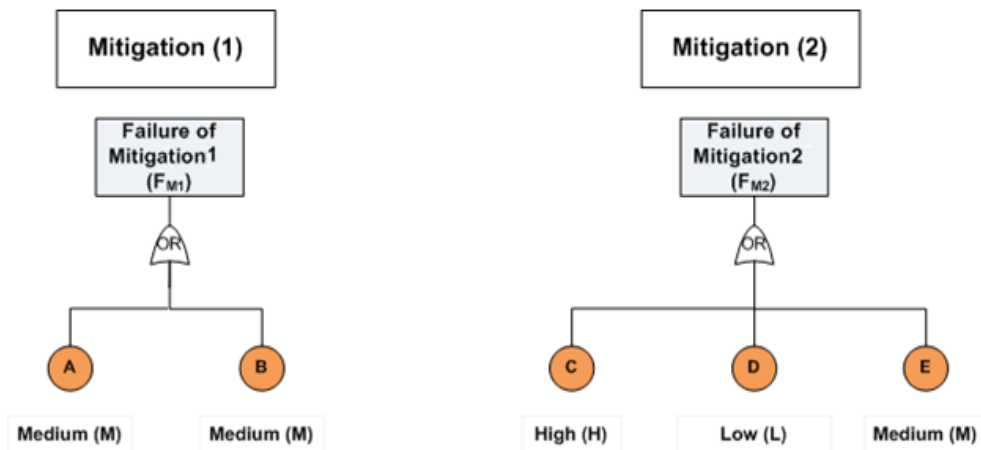 Mitigation (1)
Mitigation (2)
Failure of
Mitigation1
(FM1)
Failure of
Mitigation2
(FM2)
OR
OR
A
B
C
D
E
Medium (M)
Medium (M)
High (H)
Low (L)
Medium (M)